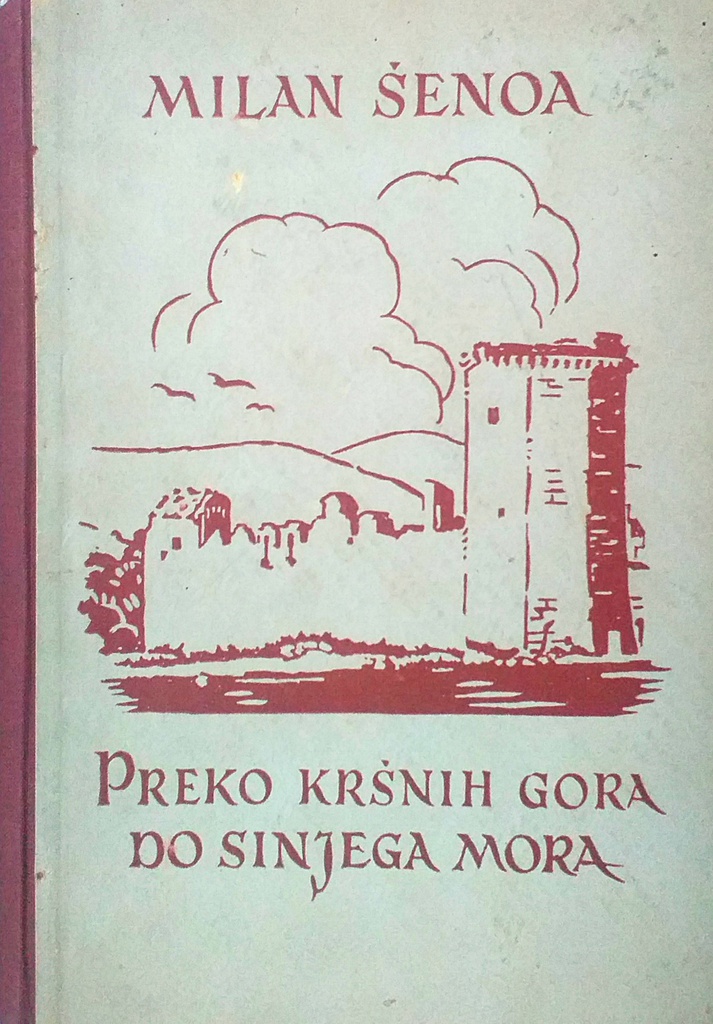 MILAN ŠENOA
PREKO KRŠNIH GORA
DO SINJEGA MORA